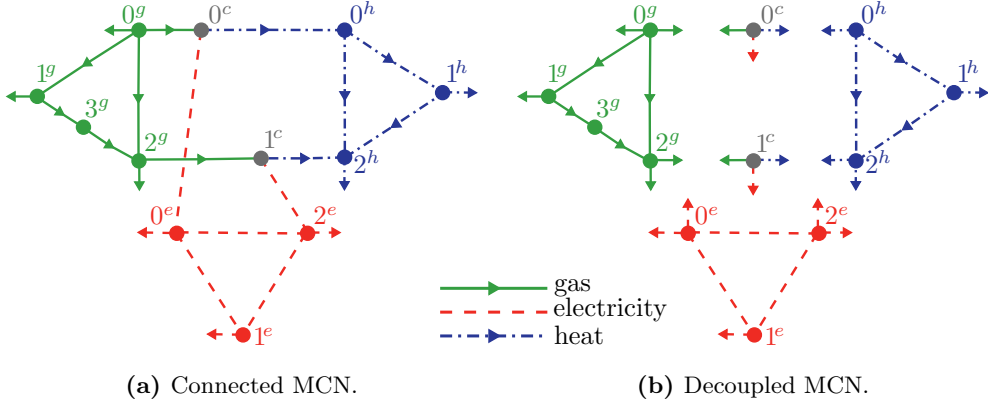 0^g 0^c 0^h 0^g 0^c 0^h
1^g 1^h 1^g 1^h
3^g 3^g
2^g 1^c 2^h 2^g 1^c 2^h
0^e 2^e 0^e 2^e
1^e 1^e
gas
electricity
heat
(a) Connected MCN. (b) Decoupled MCN.